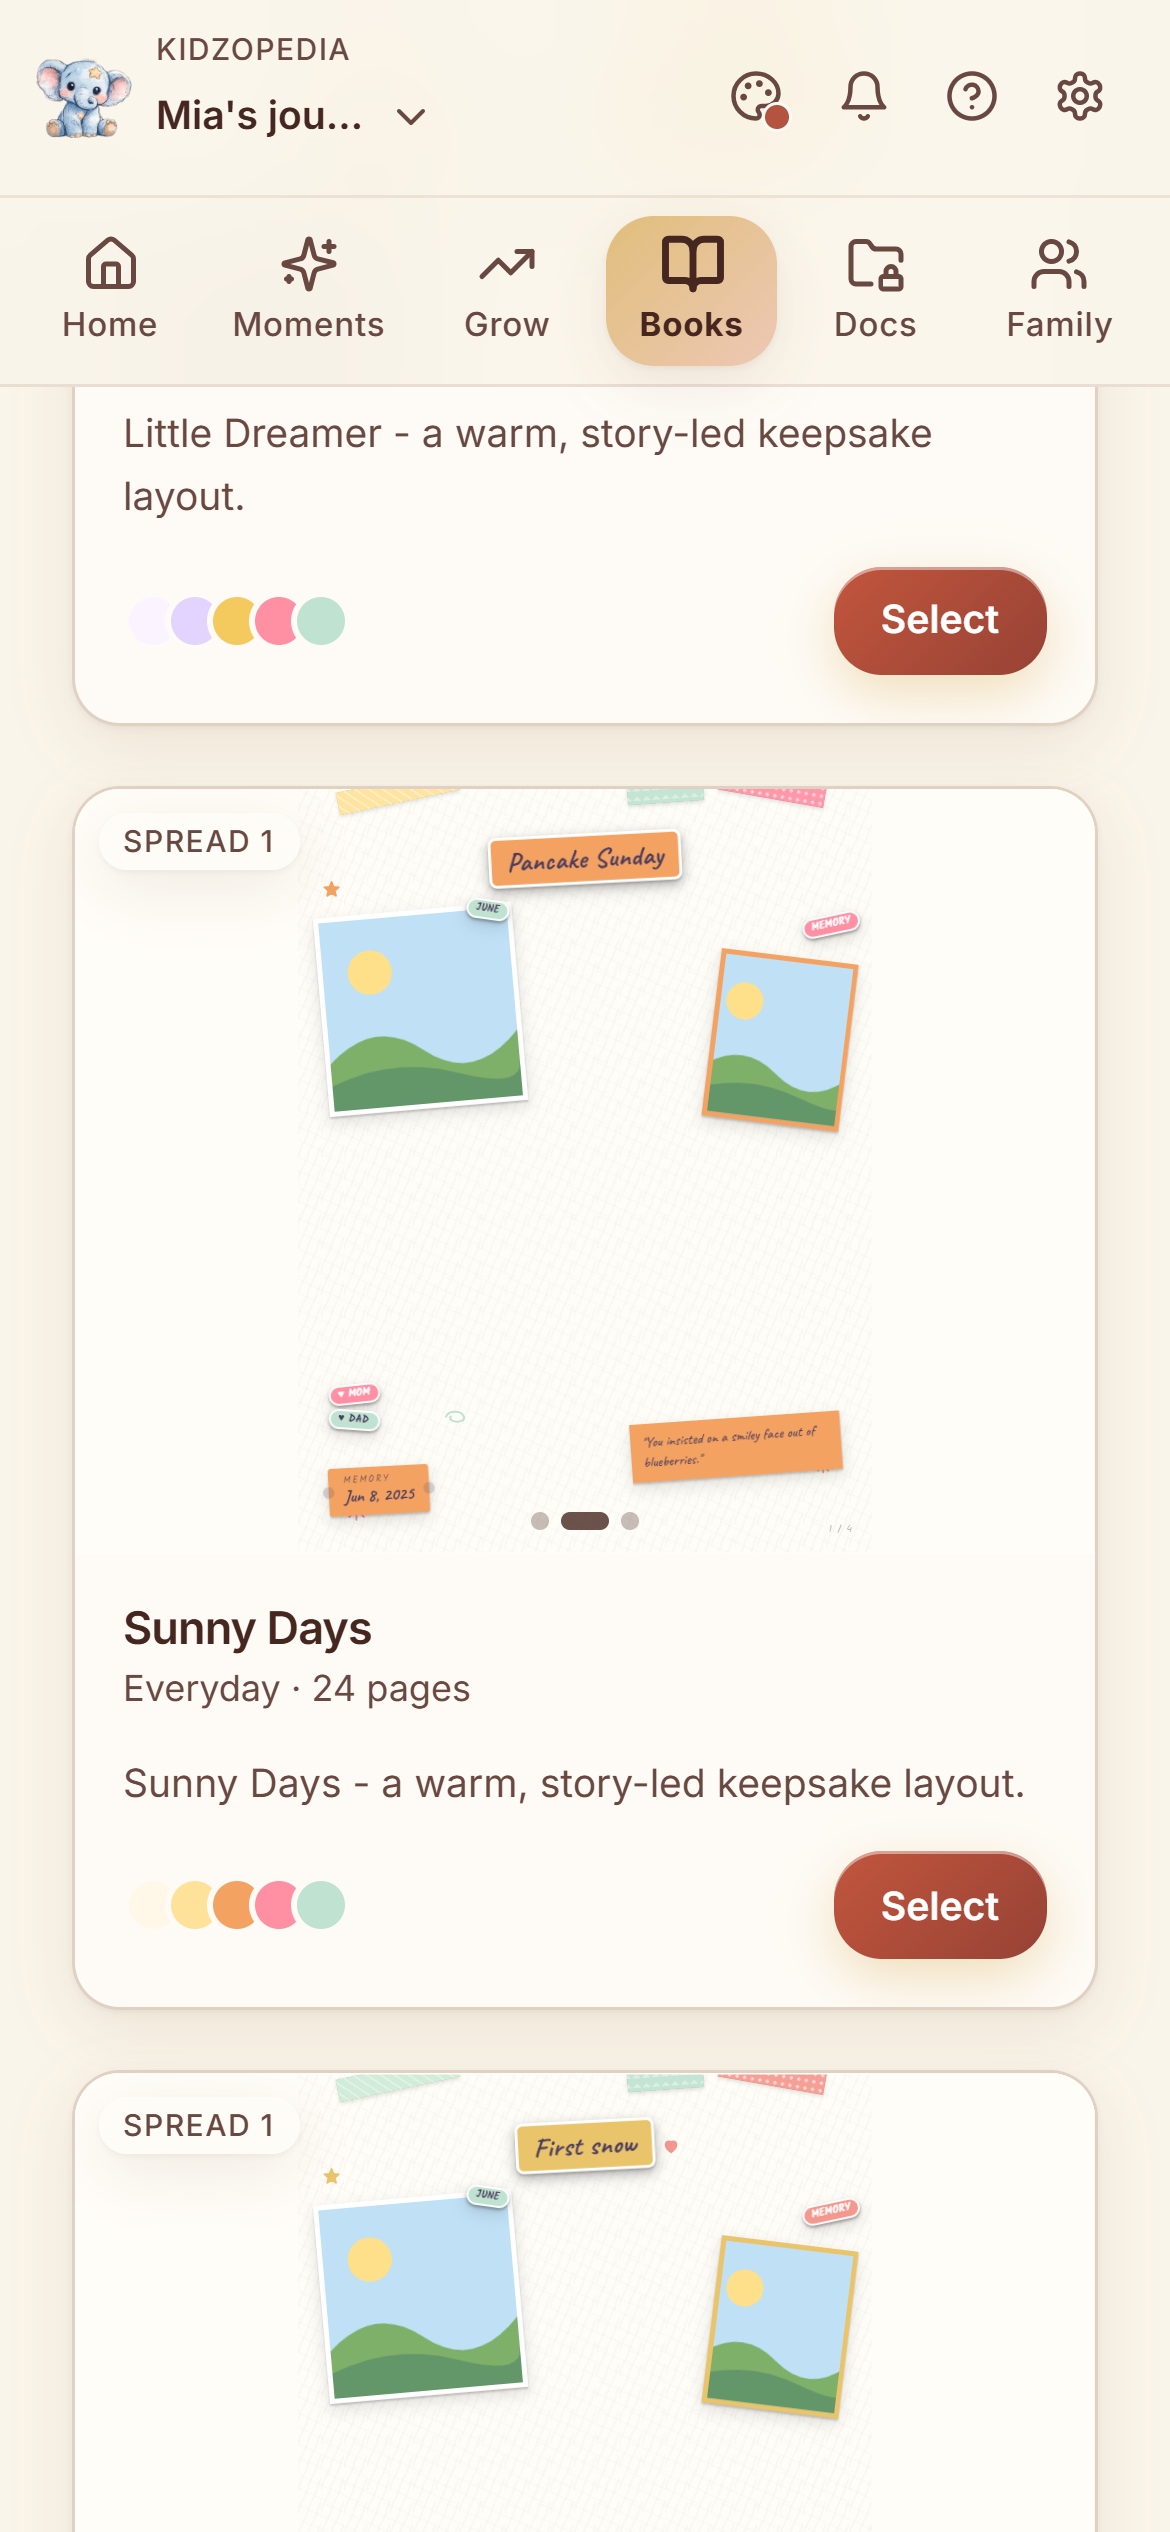 KIDZOPEDIA
Mia's jou...
Home
Moments
Grow
Books
Docs
Family
Little Dreamer - a warm, story-led keepsake
layout.
Select
SPREAD 1
Pancake Sunday
JUNE
MEMORY
♥ MOM
♥ DAD
"You insisted on a smiley face out of
blueberries."
MEMORY
Jun 8, 2025
1 / 4
Sunny Days
Everyday · 24 pages
Sunny Days - a warm, story-led keepsake layout.
Select
SPREAD 1
First snow
JUNE
MEMORY